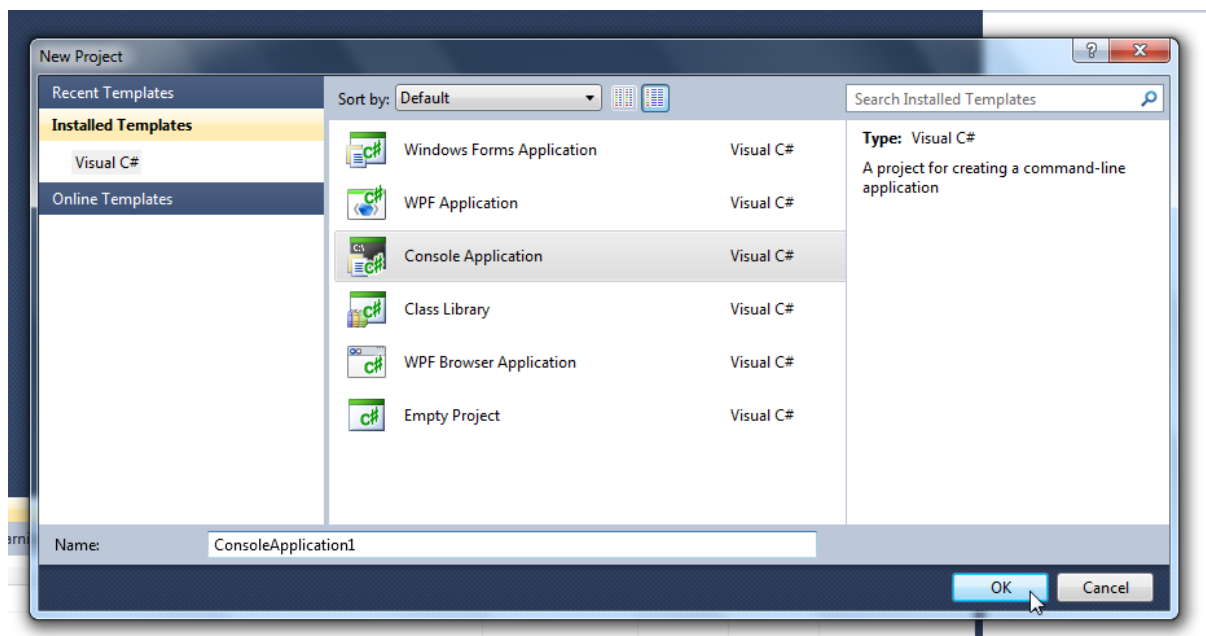 New Project
Recent Templates
Installed Templates
Visual C#
Online Templates
Sort by: Default
Windows Forms Application Visual C#
WPF Application Visual C#
Console Application Visual C#
Class Library Visual C#
WPF Browser Application Visual C#
Empty Project Visual C#
Search Installed Templates
Type: Visual C#
A project for creating a command-line
application
Name: ConsoleApplication1
OK Cancel